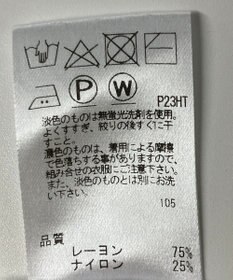 P W
P23HT
淡色のものは無蛍光洗剤を使用。
よくすすぎ、絞りの後すぐに干
すこと。
濃色のものは、着用による摩擦
で色落ちする事がありますので、
組み合せの衣服にご注意下さい。
また、淡色のものとは別にお洗
い下さい。
105
品質
レーヨン 75%
ナイロン 25%